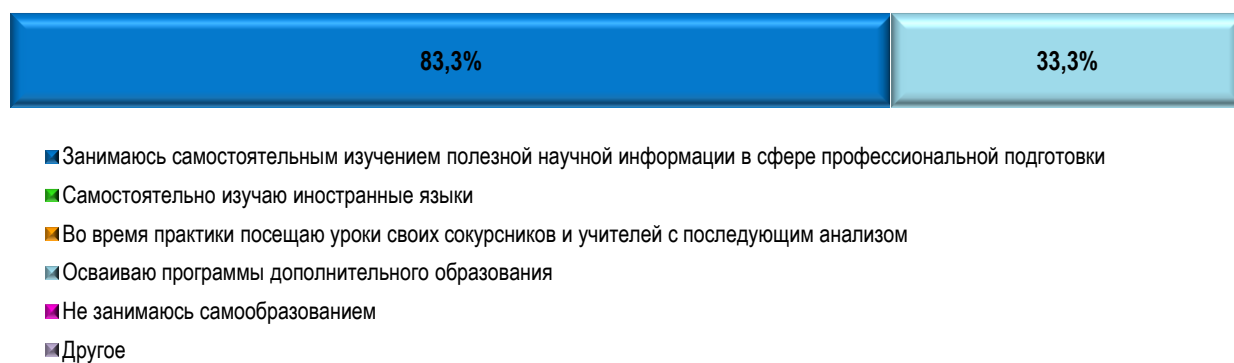 83,3% 33,3%
Занимаюсь самостоятельным изучением полезной научной информации в сфере профессиональной подготовки
Самостоятельно изучаю иностранные языки
Во время практики посещаю уроки своих сокурсников и учителей с последующим анализом
Осваиваю программы дополнительного образования
Не занимаюсь самообразованием
Другое